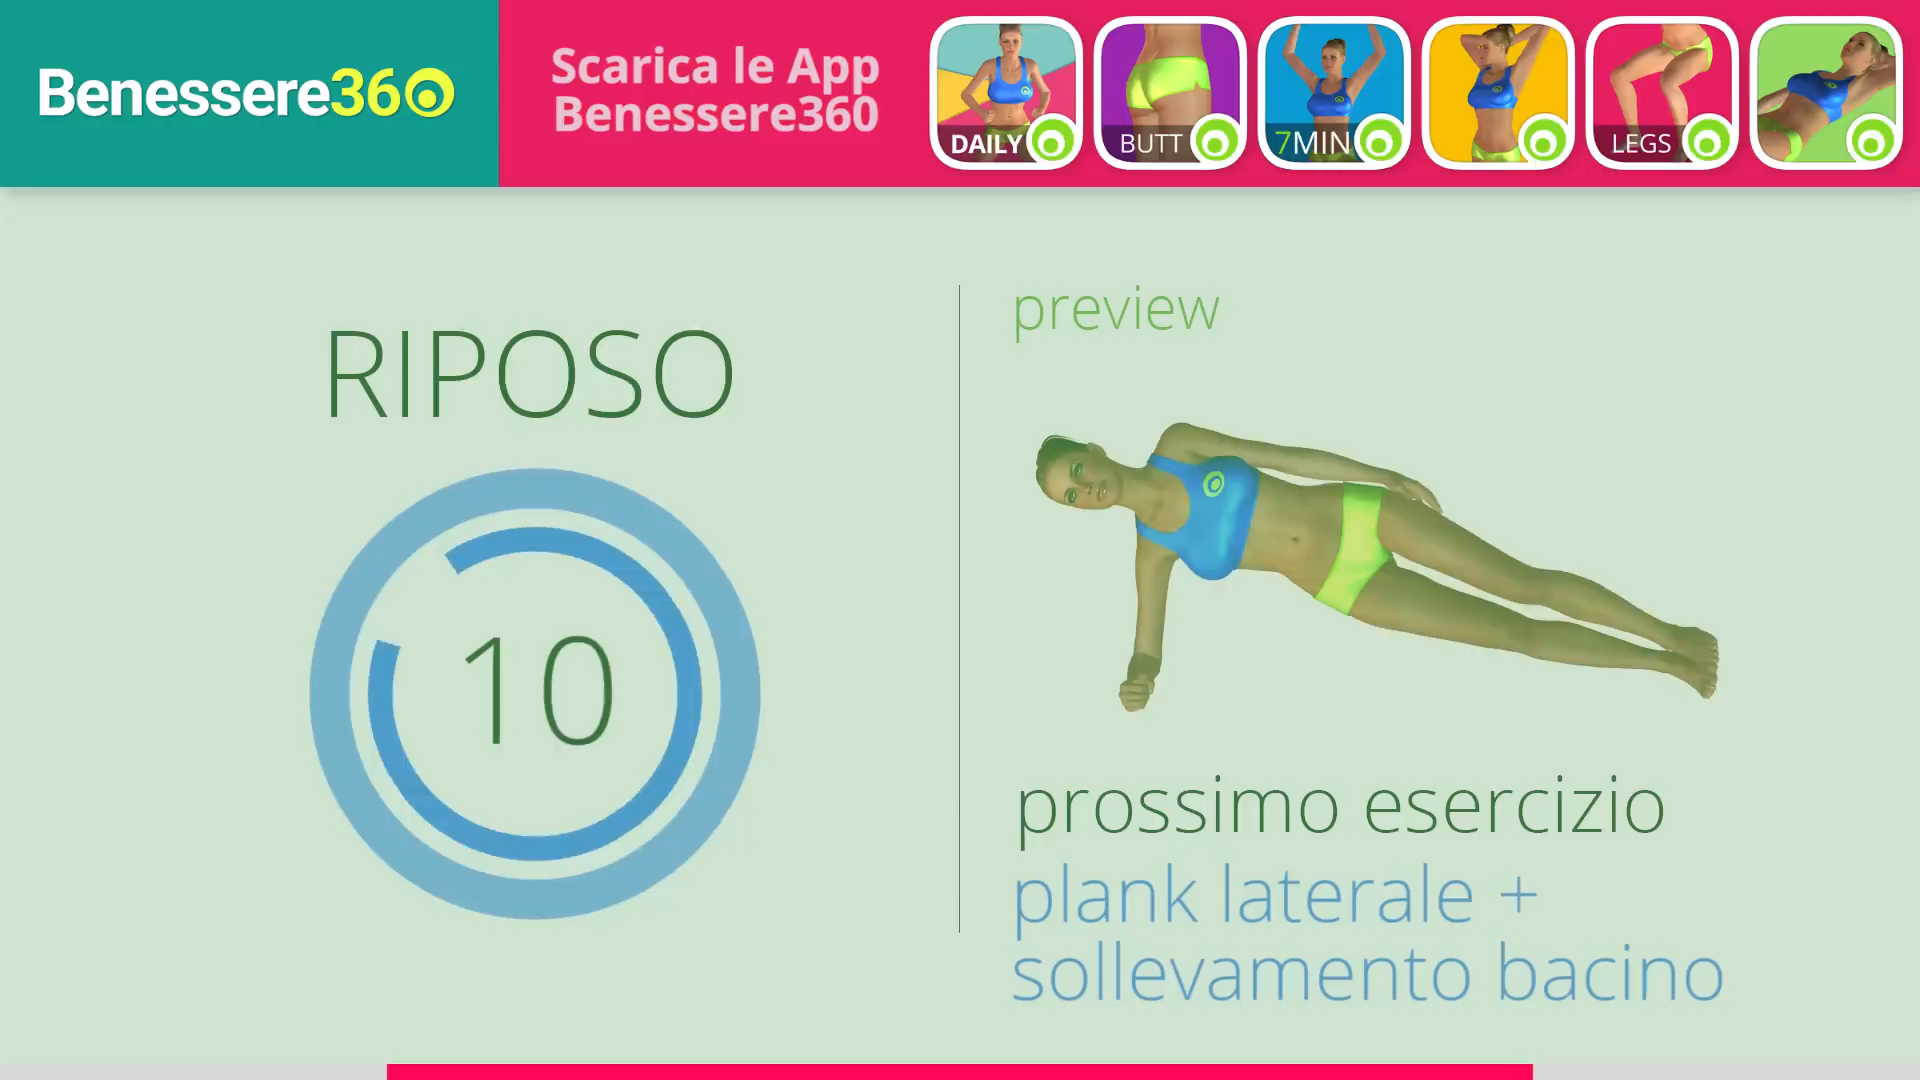 Benessere360
Scarica le App
Benessere360
DAILY
BUTT
7MIN
LEGS
RIPOSO
10
preview
prossimo esercizio
plank laterale +
sollevamento bacino